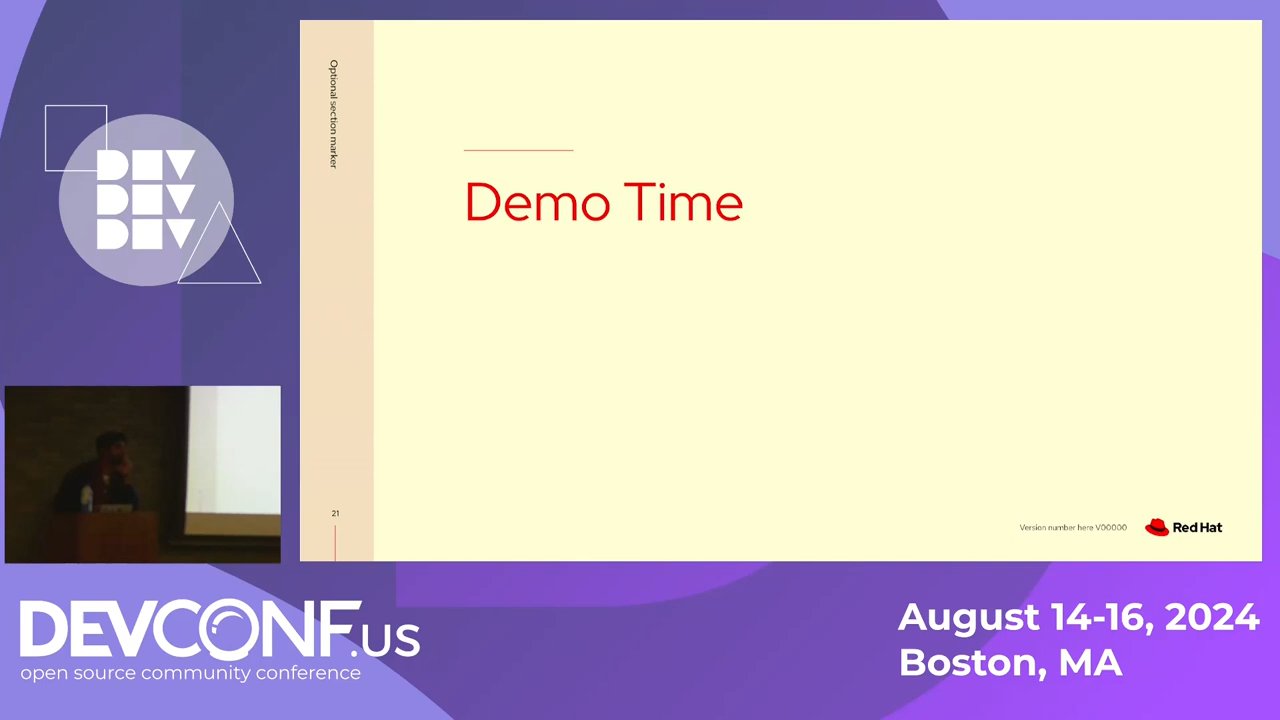 Optional section marker
DEV
DEV
DEV
Demo Time
21
Version number here V00000
Red Hat
DEVCONF.US
open source community conference
August 14-16, 2024
Boston, MA